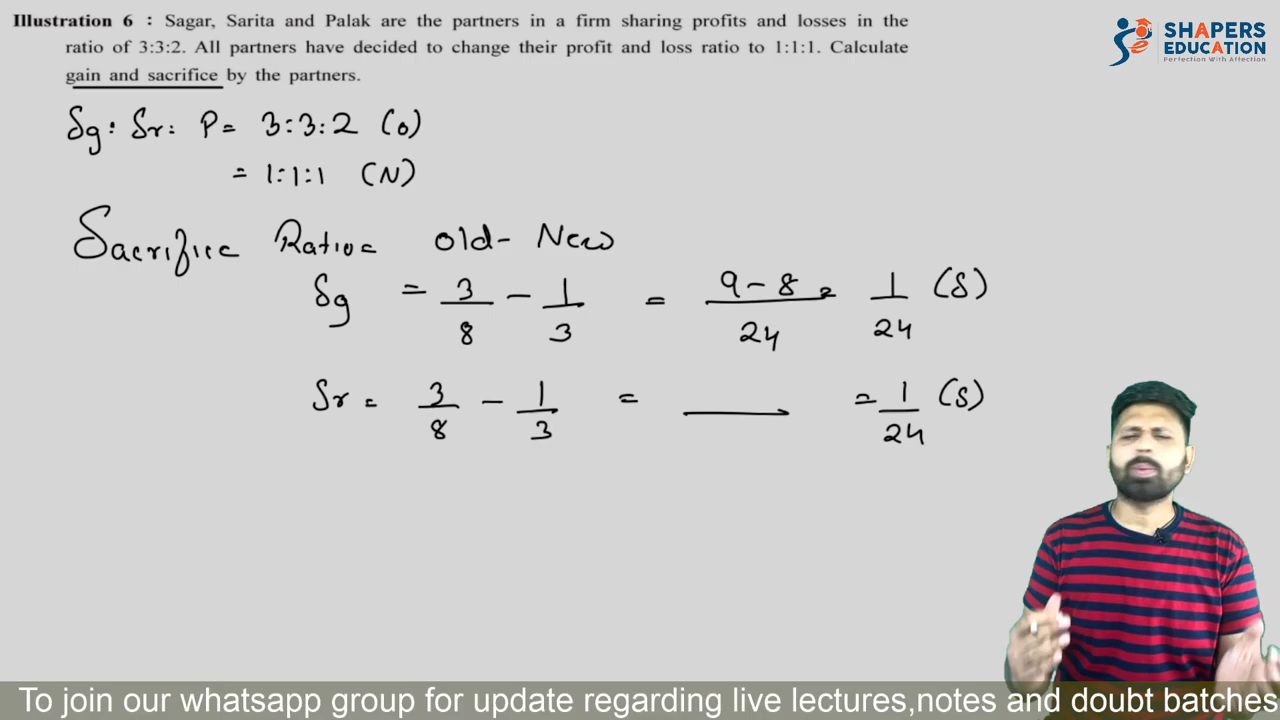 Illustration 6 : Sagar, Sarita and Palak are the partners in a firm sharing profits and losses in the
ratio of 3:3:2. All partners have decided to change their profit and loss ratio to 1:1:1. Calculate
gain and sacrifice by the partners.
SHAPERS
EDUCATION
Perfection With Affection
Sg: Sr: P= 3:3:2 (O)
= 1:1:1 (N)
Sacrifice Ratio= Old- New
Sg = 3/8 - 1/3 = 9-8/24 = 1/24 (S)
Sr = 3/8 - 1/3 = ___ = 1/24 (S)
To join our whatsapp group for update regarding live lectures,notes and doubt batches